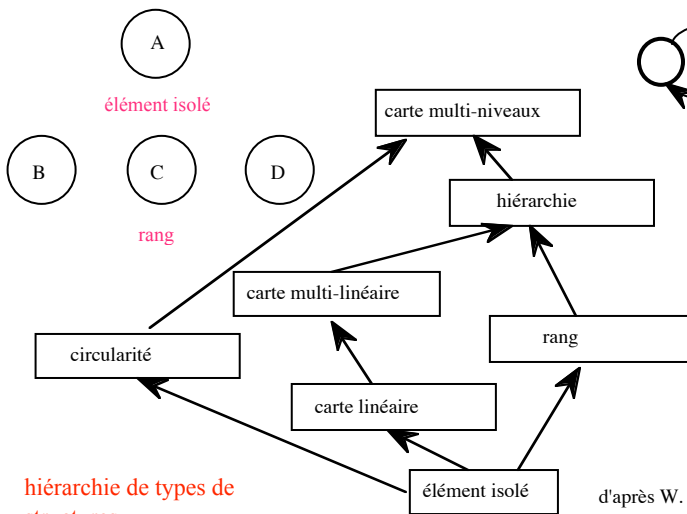 A
élément isolé
carte multi-niveaux
B
C
D
hiérarchie
rang
carte multi-linéaire
circularité
rang
carte linéaire
élément isolé
hiérarchie de types de
d'après W.